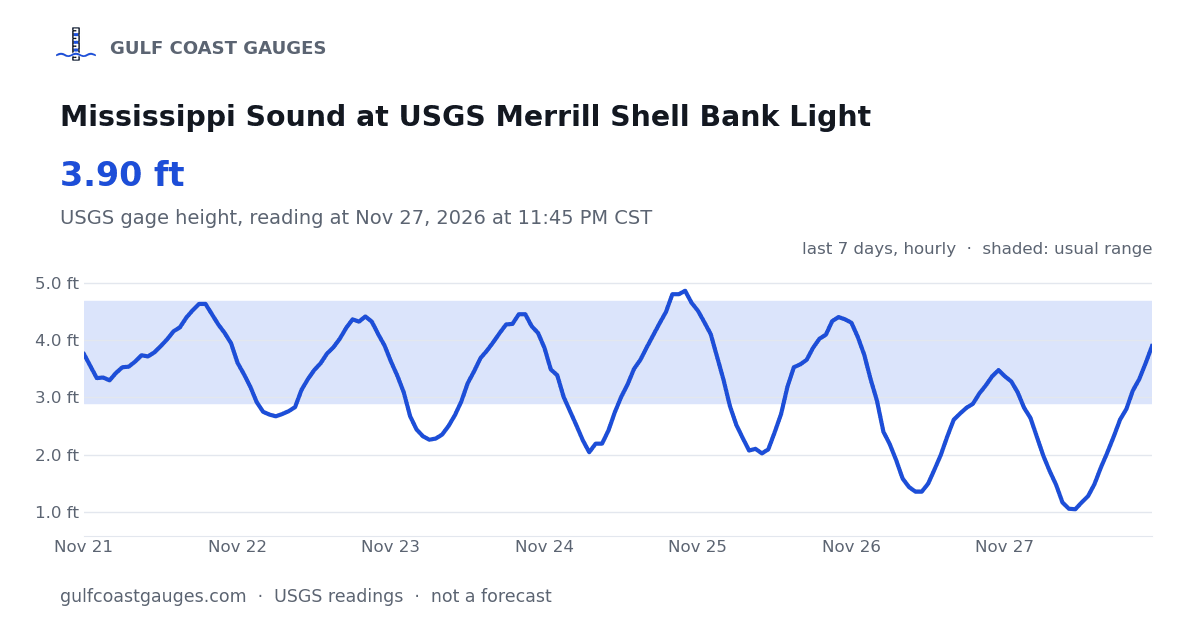 GULF COAST GAUGES
Mississippi Sound at USGS Merrill Shell Bank Light
3.90 ft
USGS gage height, reading at Nov 27, 2026 at 11:45 PM CST
last 7 days, hourly · shaded: usual range
5.0 ft
4.0 ft
3.0 ft
2.0 ft
1.0 ft
Nov 21 Nov 22 Nov 23 Nov 24 Nov 25 Nov 26 Nov 27
gulfcoastgauges.com · USGS readings · not a forecast